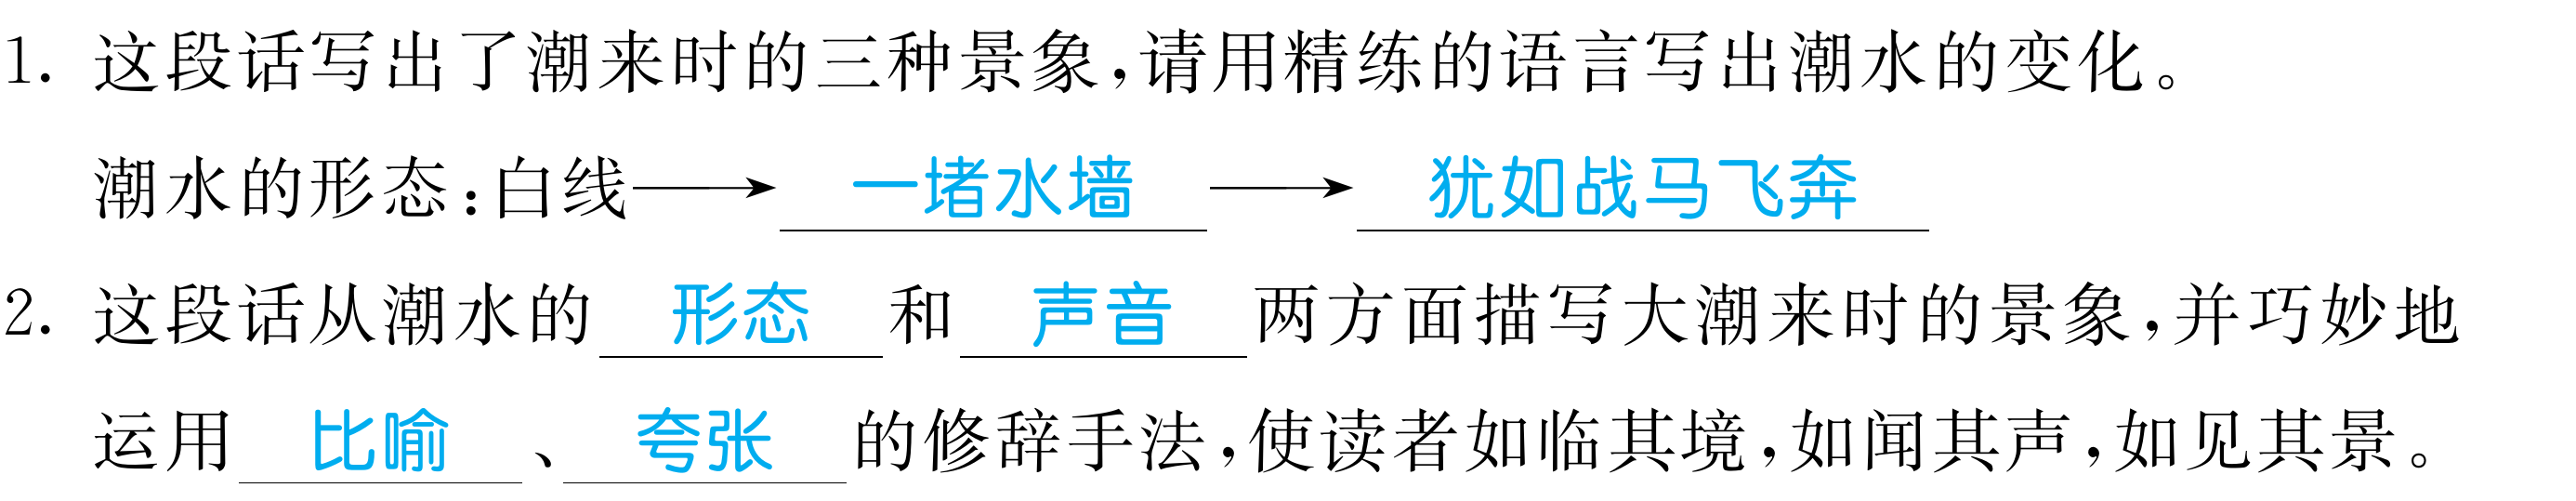 1. 这段话写出了潮来时的三种景象,请用精练的语言写出潮水的变化。
潮水的形态:白线⟶ 一堵水墙 ⟶ 犹如战马飞奔
2. 这段话从潮水的 形态 和 声音 两方面描写大潮来时的景象,并巧妙地
运用 比喻 、 夸张 的修辞手法,使读者如临其境,如闻其声,如见其景。